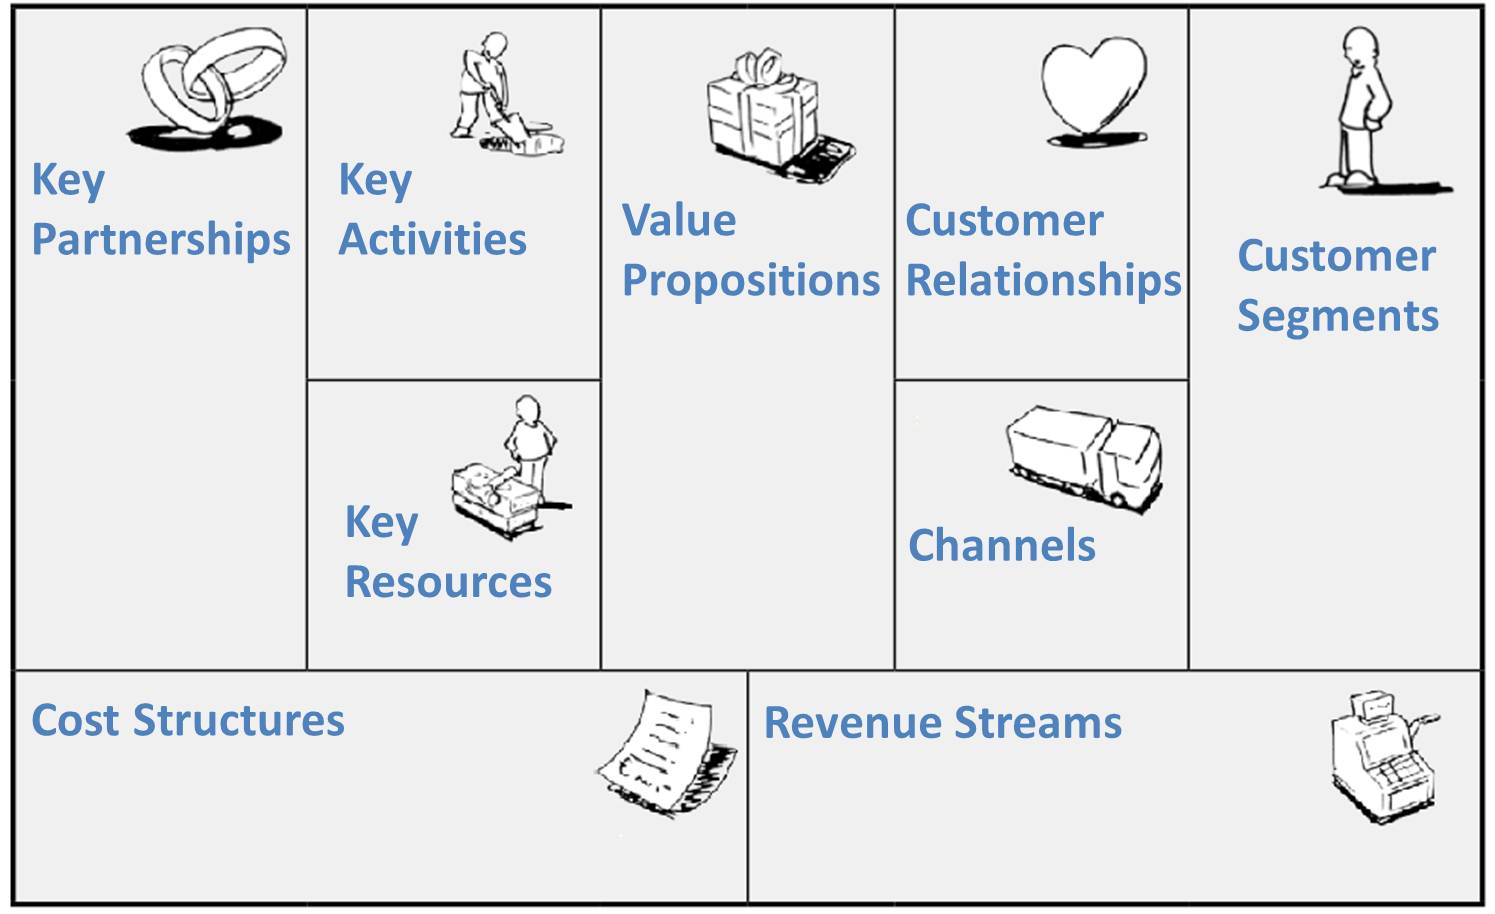 Key
Partnerships
Key
Activities
Key
Resources
Value
Propositions
Customer
Relationships
Channels
Customer
Segments
Cost Structures
Revenue Streams